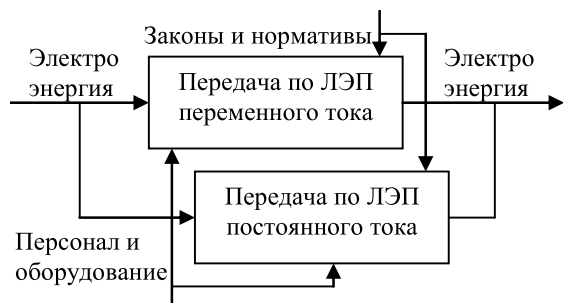 Законы и нормативы
Электро
энергия
Передача по ЛЭП
переменного тока
Электро
энергия
Передача по ЛЭП
постоянного тока
Персонал и
оборудование